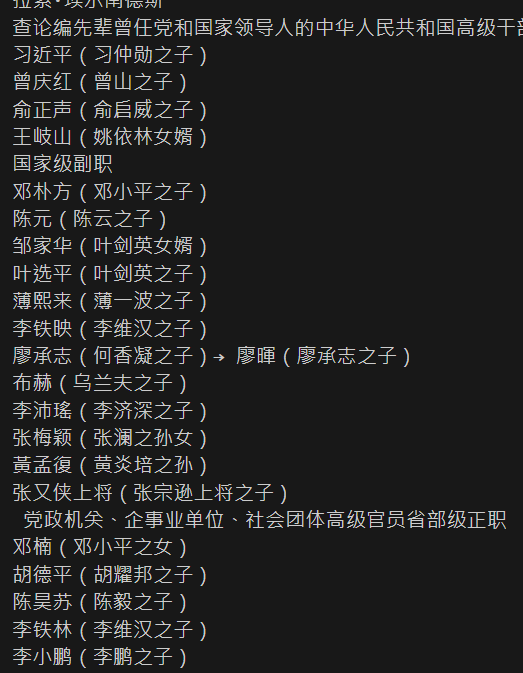 拉索·埃尔南德斯
查论编先辈曾任党和国家领导人的中华人民共和国高级干部
习近平（习仲勋之子）
曾庆红（曾山之子）
俞正声（俞启威之子）
王岐山（姚依林女婿）
国家级副职
邓朴方（邓小平之子）
陈元（陈云之子）
邹家华（叶剑英女婿）
叶选平（叶剑英之子）
薄熙来（薄一波之子）
李铁映（李维汉之子）
廖承志（何香凝之子）→ 廖暉（廖承志之子）
布赫（乌兰夫之子）
李沛瑤（李济深之子）
张梅颖（张澜之孙女）
黃孟復（黄炎培之孙）
张又侠上将（张宗逊上将之子）
党政机关、企事业单位、社会团体高级官员省部级正职
邓楠（邓小平之女）
胡德平（胡耀邦之子）
陈昊苏（陈毅之子）
李铁林（李维汉之子）
李小鹏（李鹏之子）